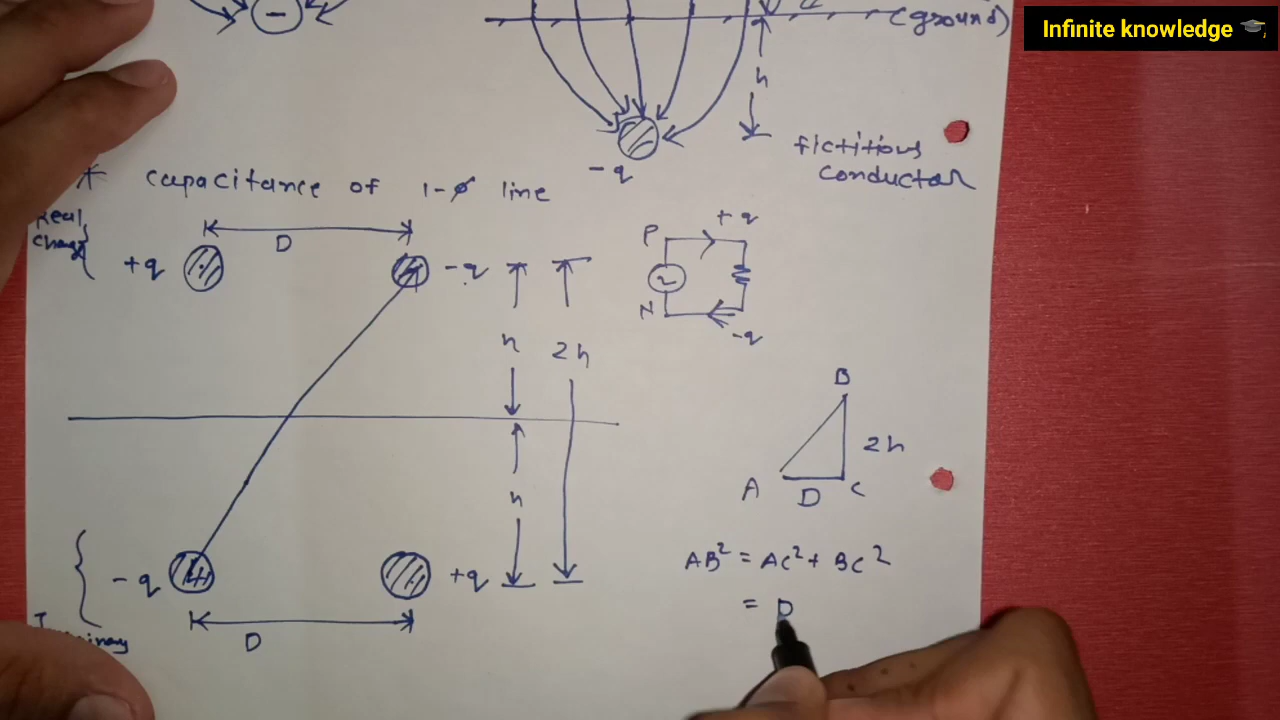 Infinite knowledge
(ground)
h
- q
fictitious
conductor
* capacitance of 1-φ line
Real
charge
D
+q
-q
h
2h
h
P
+q
N
-q
B
2h
A
D
C
AB² = AC² + BC²
= D
- q
+q
D